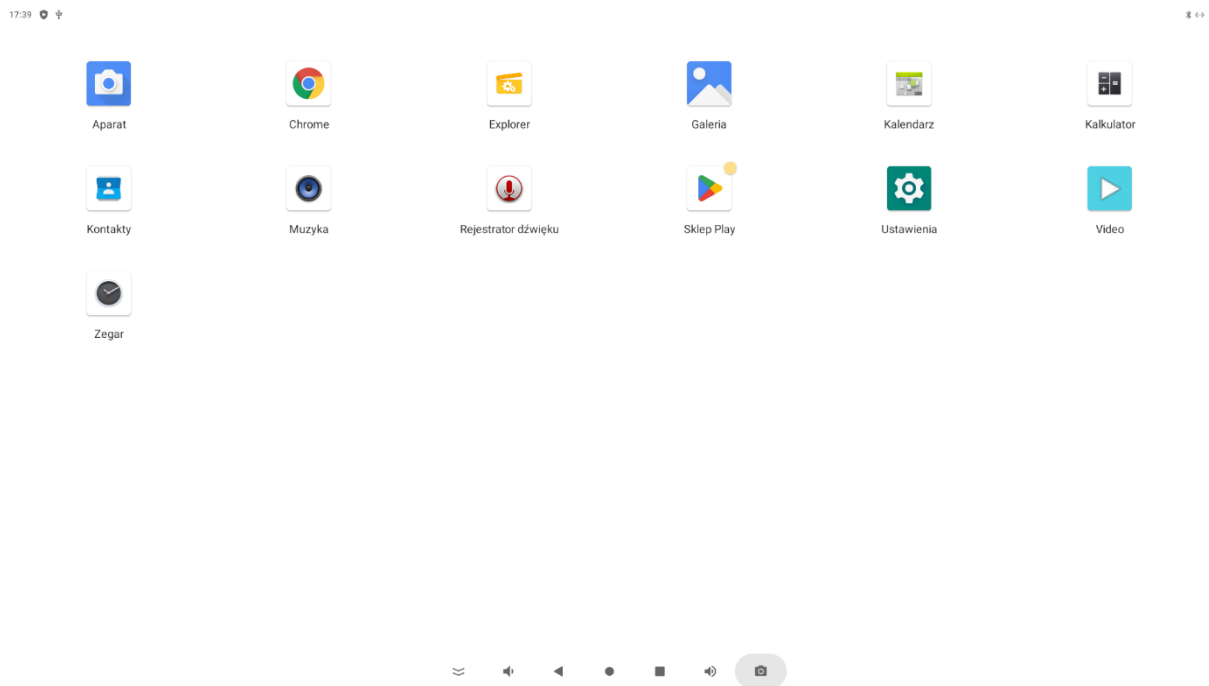 17:39
Aparat
Chrome
Explorer
Galeria
Kalendarz
Kalkulator
Kontakty
Muzyka
Rejestrator dźwięku
Sklep Play
Ustawienia
Video
Zegar